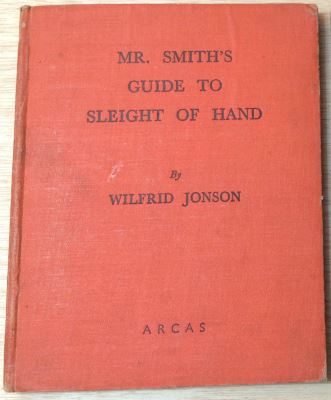 MR. SMITH'S
GUIDE TO
SLEIGHT OF HAND
By
WILFRID JONSON
ARCAS